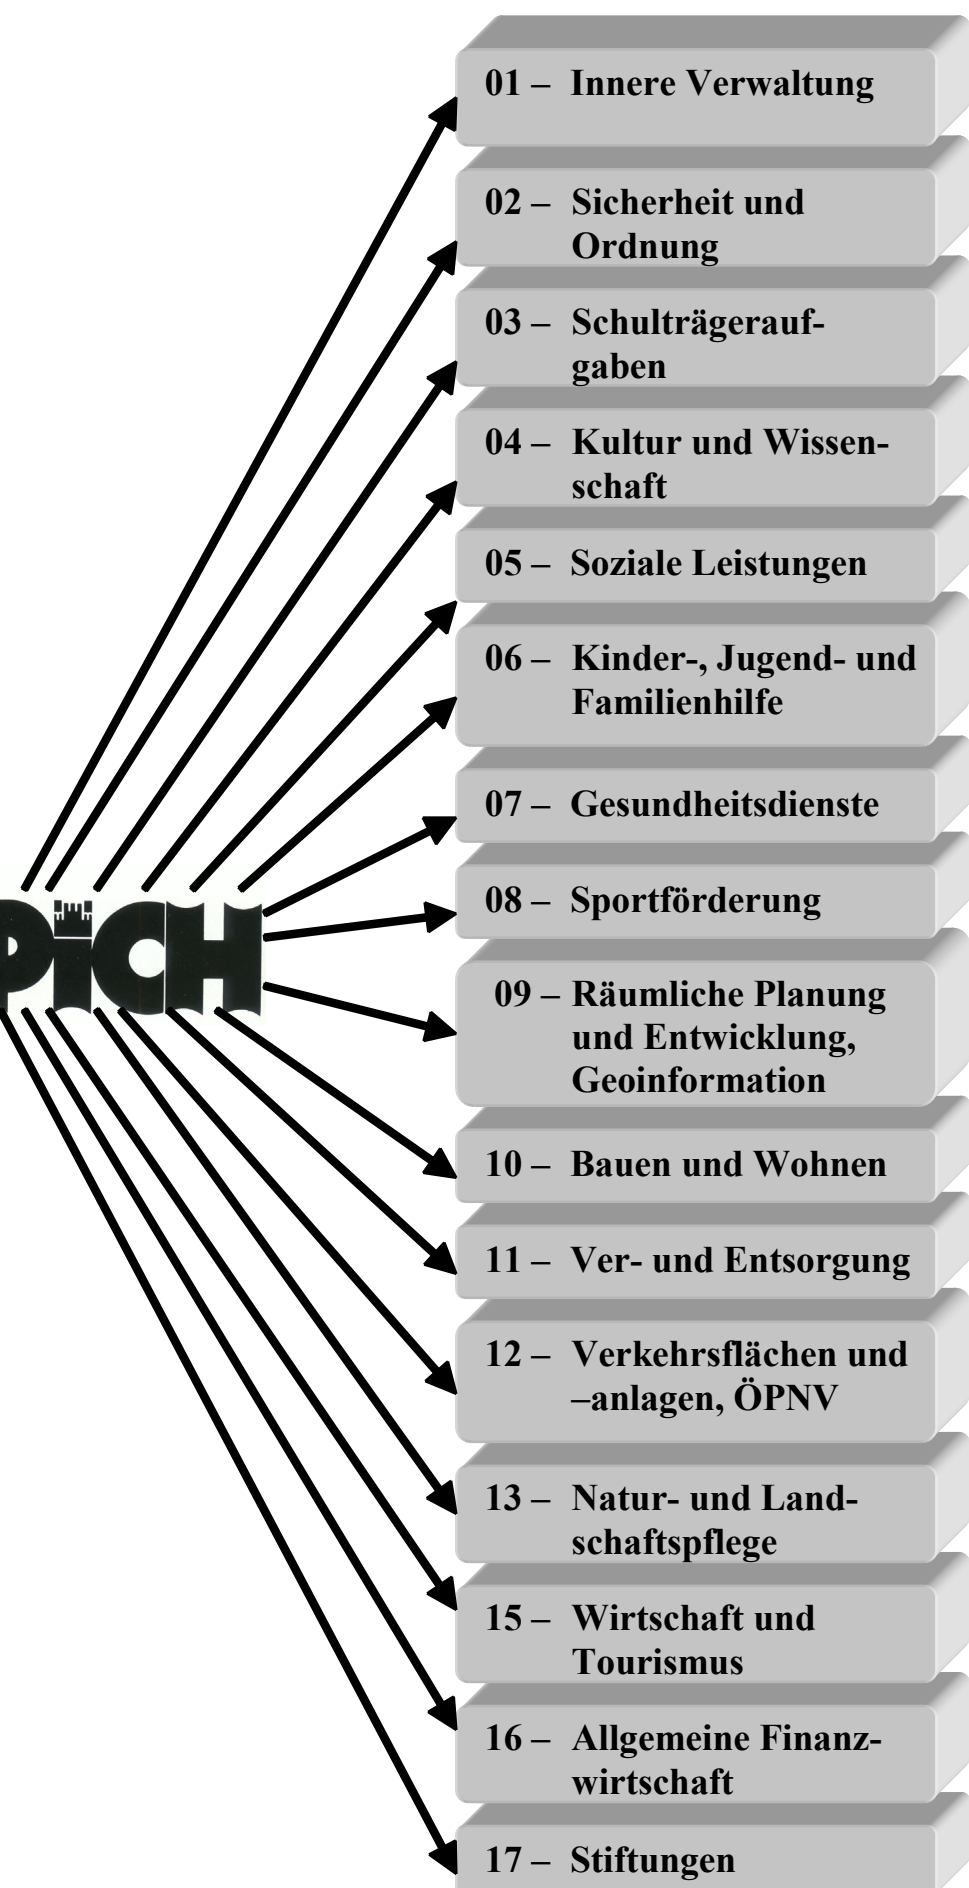 01 – Innere Verwaltung
02 – Sicherheit und
Ordnung
03 – Schulträgerauf-
gaben
04 – Kultur und Wissen-
schaft
05 – Soziale Leistungen
06 – Kinder-, Jugend- und
Familienhilfe
07 – Gesundheitsdienste
PiCH
08 – Sportförderung
09 – Räumliche Planung
und Entwicklung,
Geoinformation
10 – Bauen und Wohnen
11 – Ver- und Entsorgung
12 – Verkehrsflächen und
–anlagen, ÖPNV
13 – Natur- und Land-
schaftspflege
15 – Wirtschaft und
Tourismus
16 – Allgemeine Finanz-
wirtschaft
17 – Stiftungen